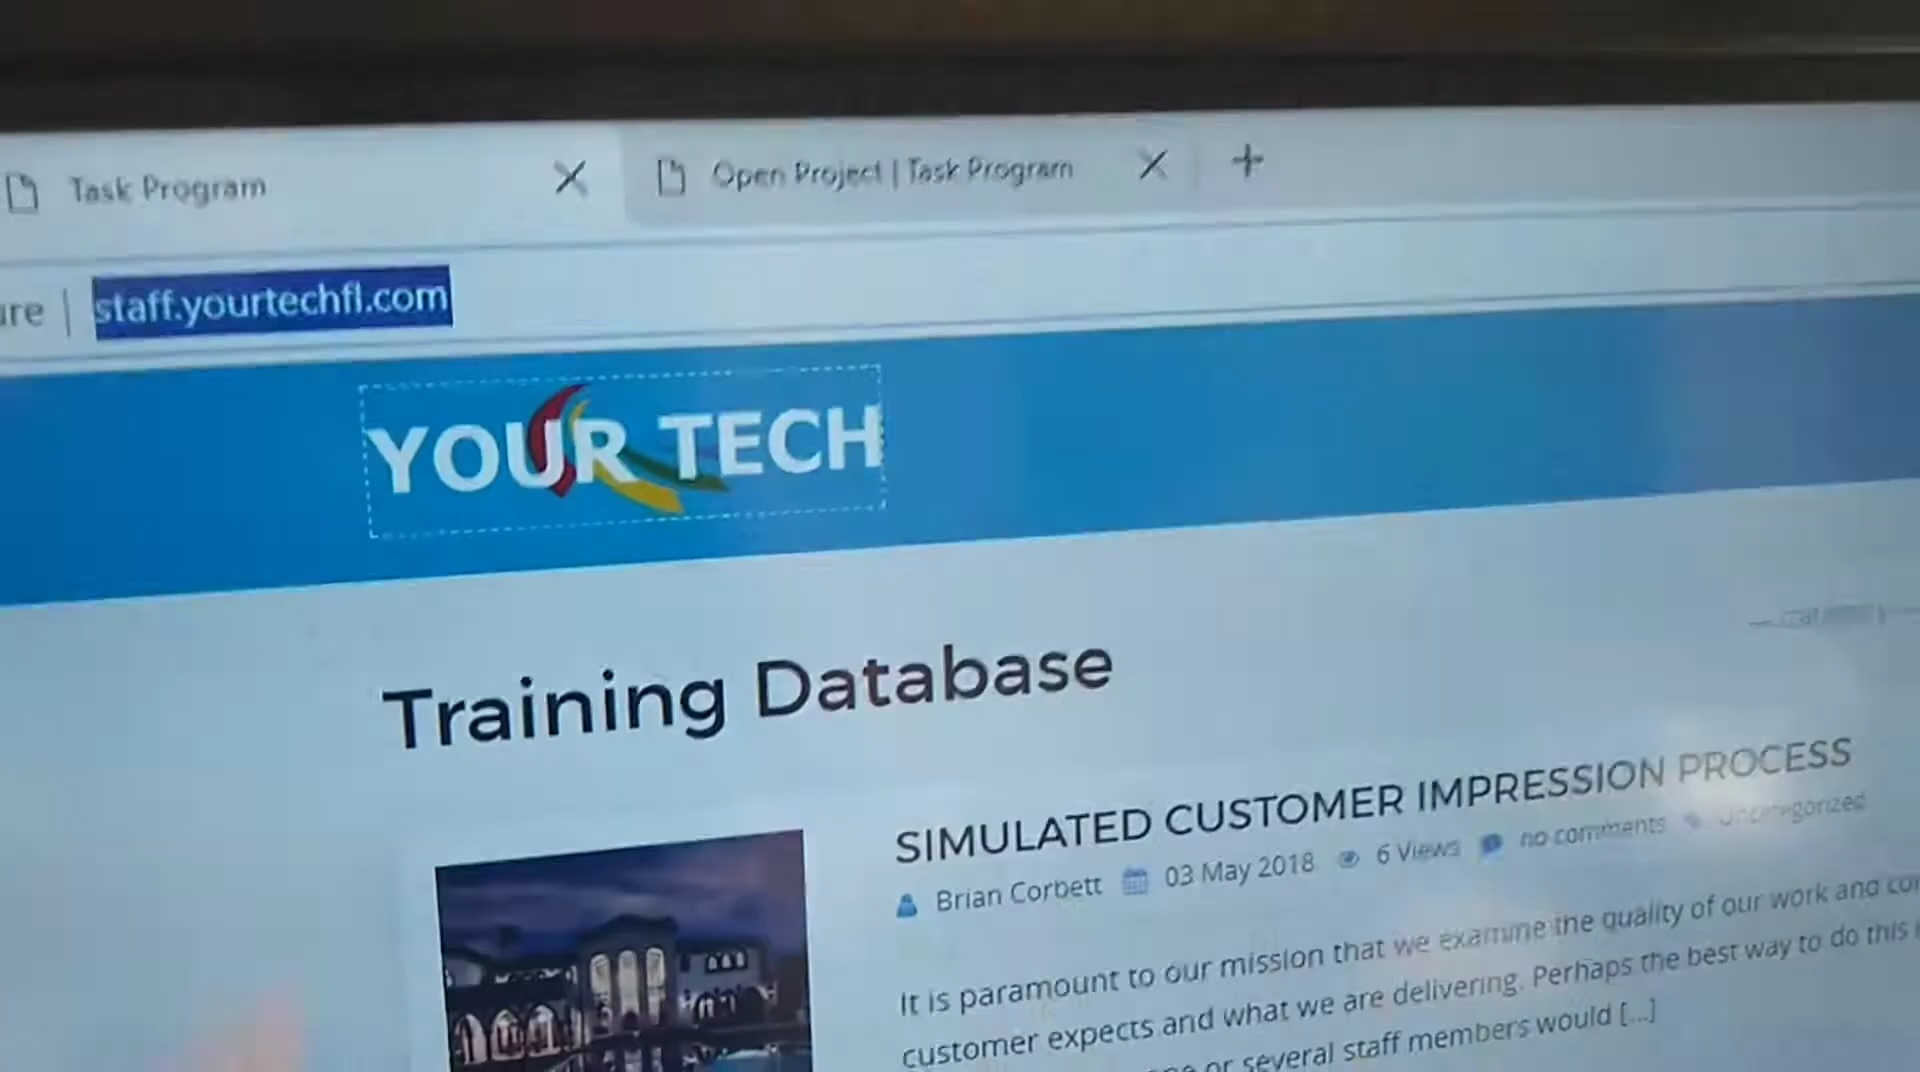 Task Program
Open Project | Task Program
staff.yourtechfl.com
YOUR TECH
Training Database
SIMULATED CUSTOMER IMPRESSION PROCESS
Brian Corbett 03 May 2018 6 Views no comments Uncategorized
It is paramount to our mission that we examine the quality of our work and
customer expects and what we are delivering. Perhaps the best way to do this
or several staff members would [...]